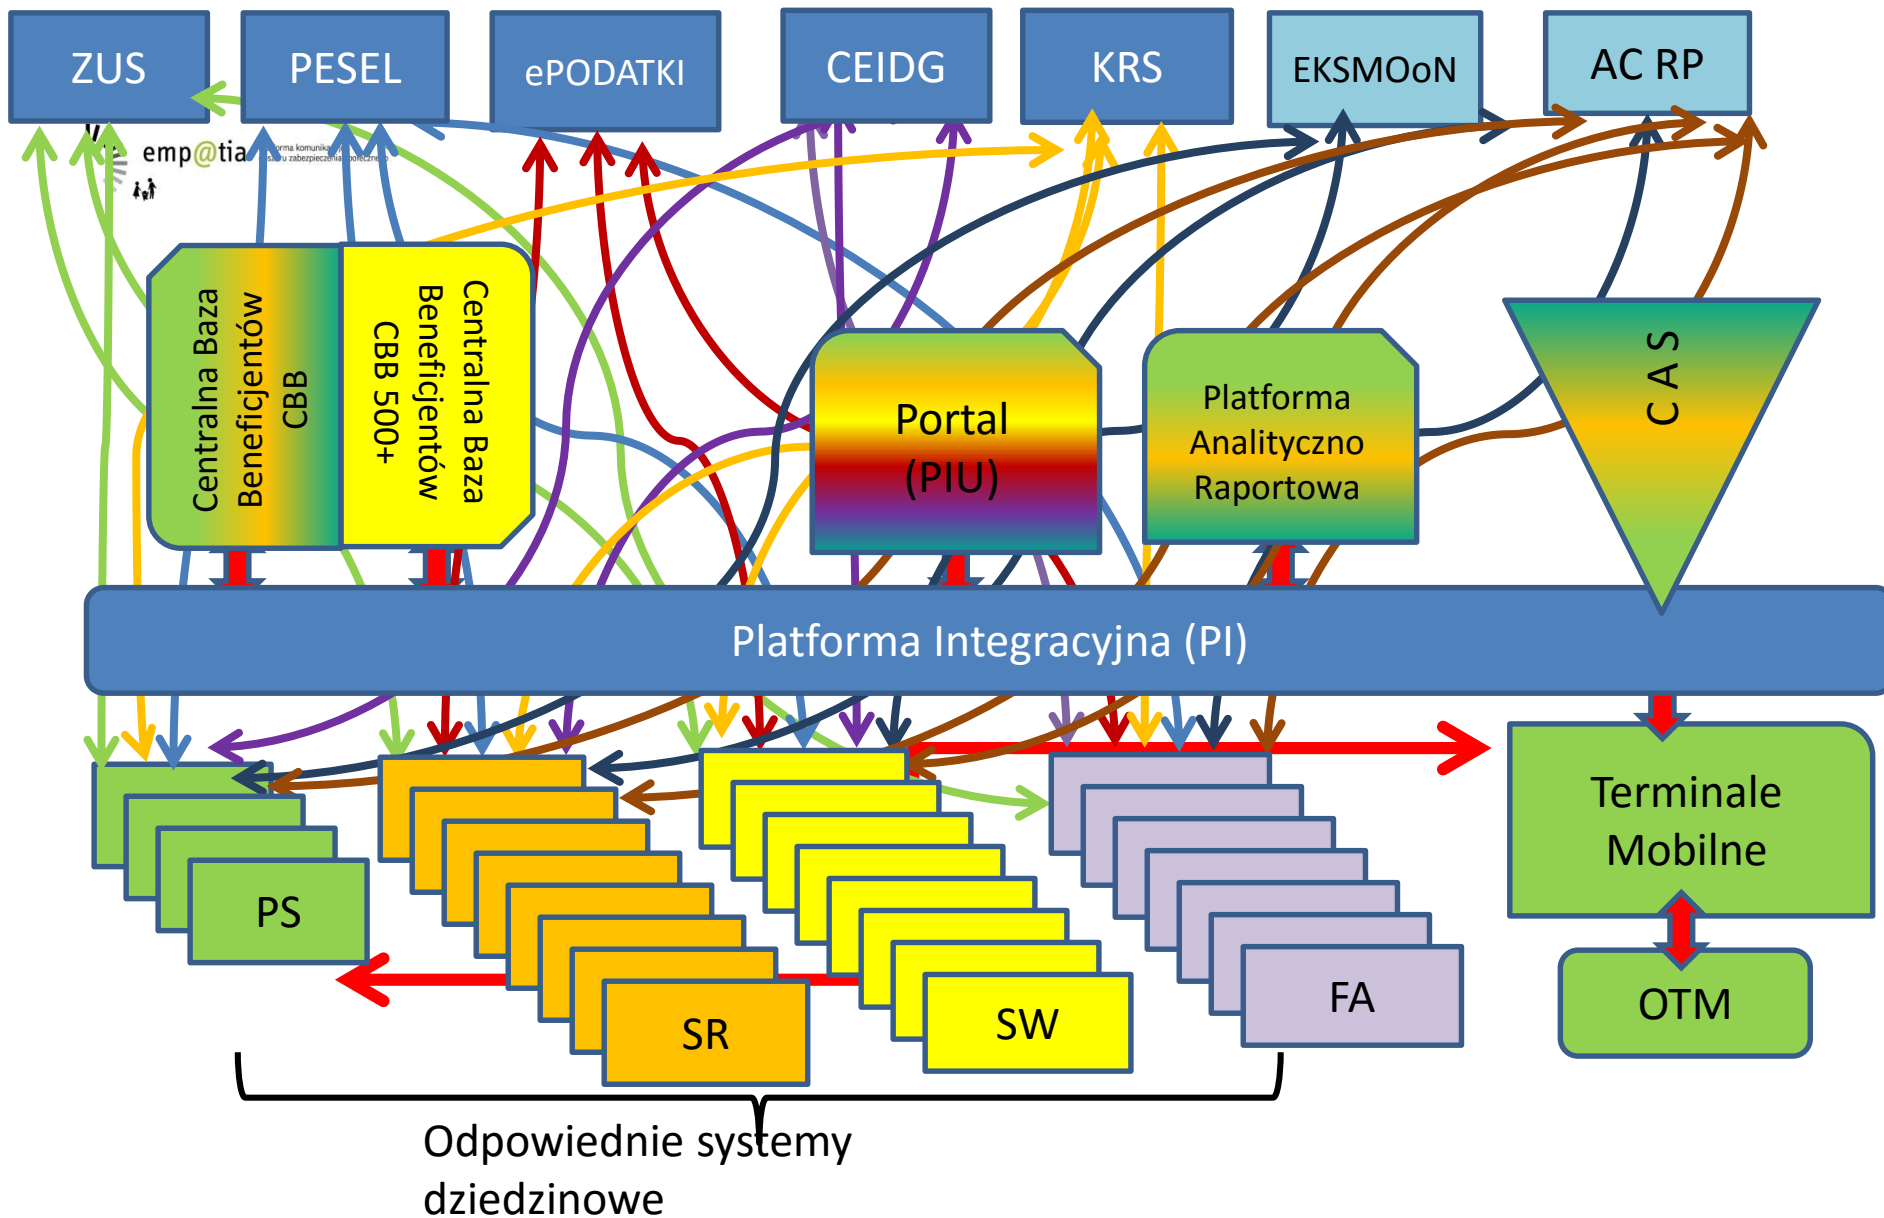 ZUS
PESEL
ePODATKI
CEIDG
KRS
EKSMOoN
AC RP
emp@tia
zabezpieczenia
Centralna Baza
Beneficjentów
CBB
Centralna Baza
Beneficjentów
CBB 500+
Portal
(PIU)
Platforma
Analityczno
Raportowa
C A S
Platforma Integracyjna (PI)
PS
SR
SW
FA
Terminale
Mobilne
OTM
Odpowiednie systemy
dziedzinowe